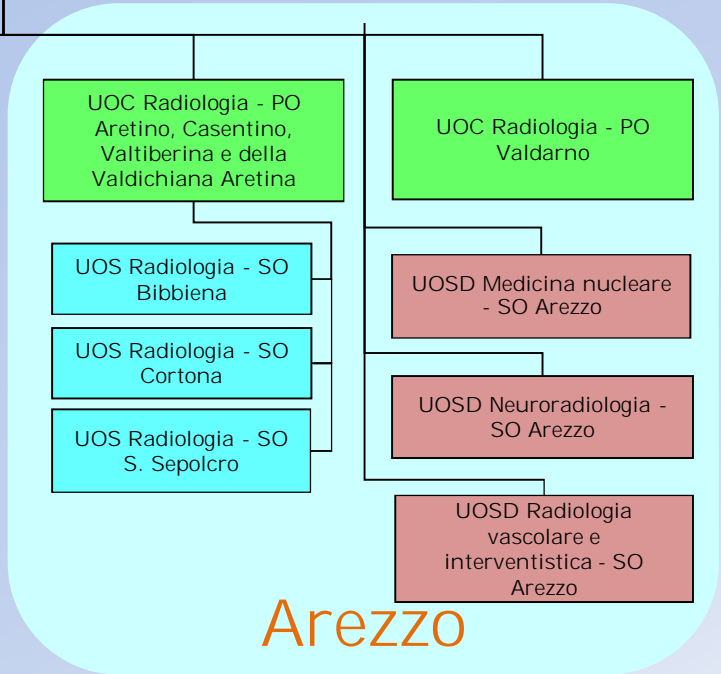 UOC Radiologia - PO
Aretino, Casentino,
Valtiberina e della
Valdichiana Aretina
UOS Radiologia - SO
Bibbiena
UOS Radiologia - SO
Cortona
UOS Radiologia - SO
S. Sepolcro
UOC Radiologia - PO
Valdarno
UOSD Medicina nucleare
- SO Arezzo
UOSD Neuroradiologia -
SO Arezzo
UOSD Radiologia
vascolare e
interventistica - SO
Arezzo
Arezzo